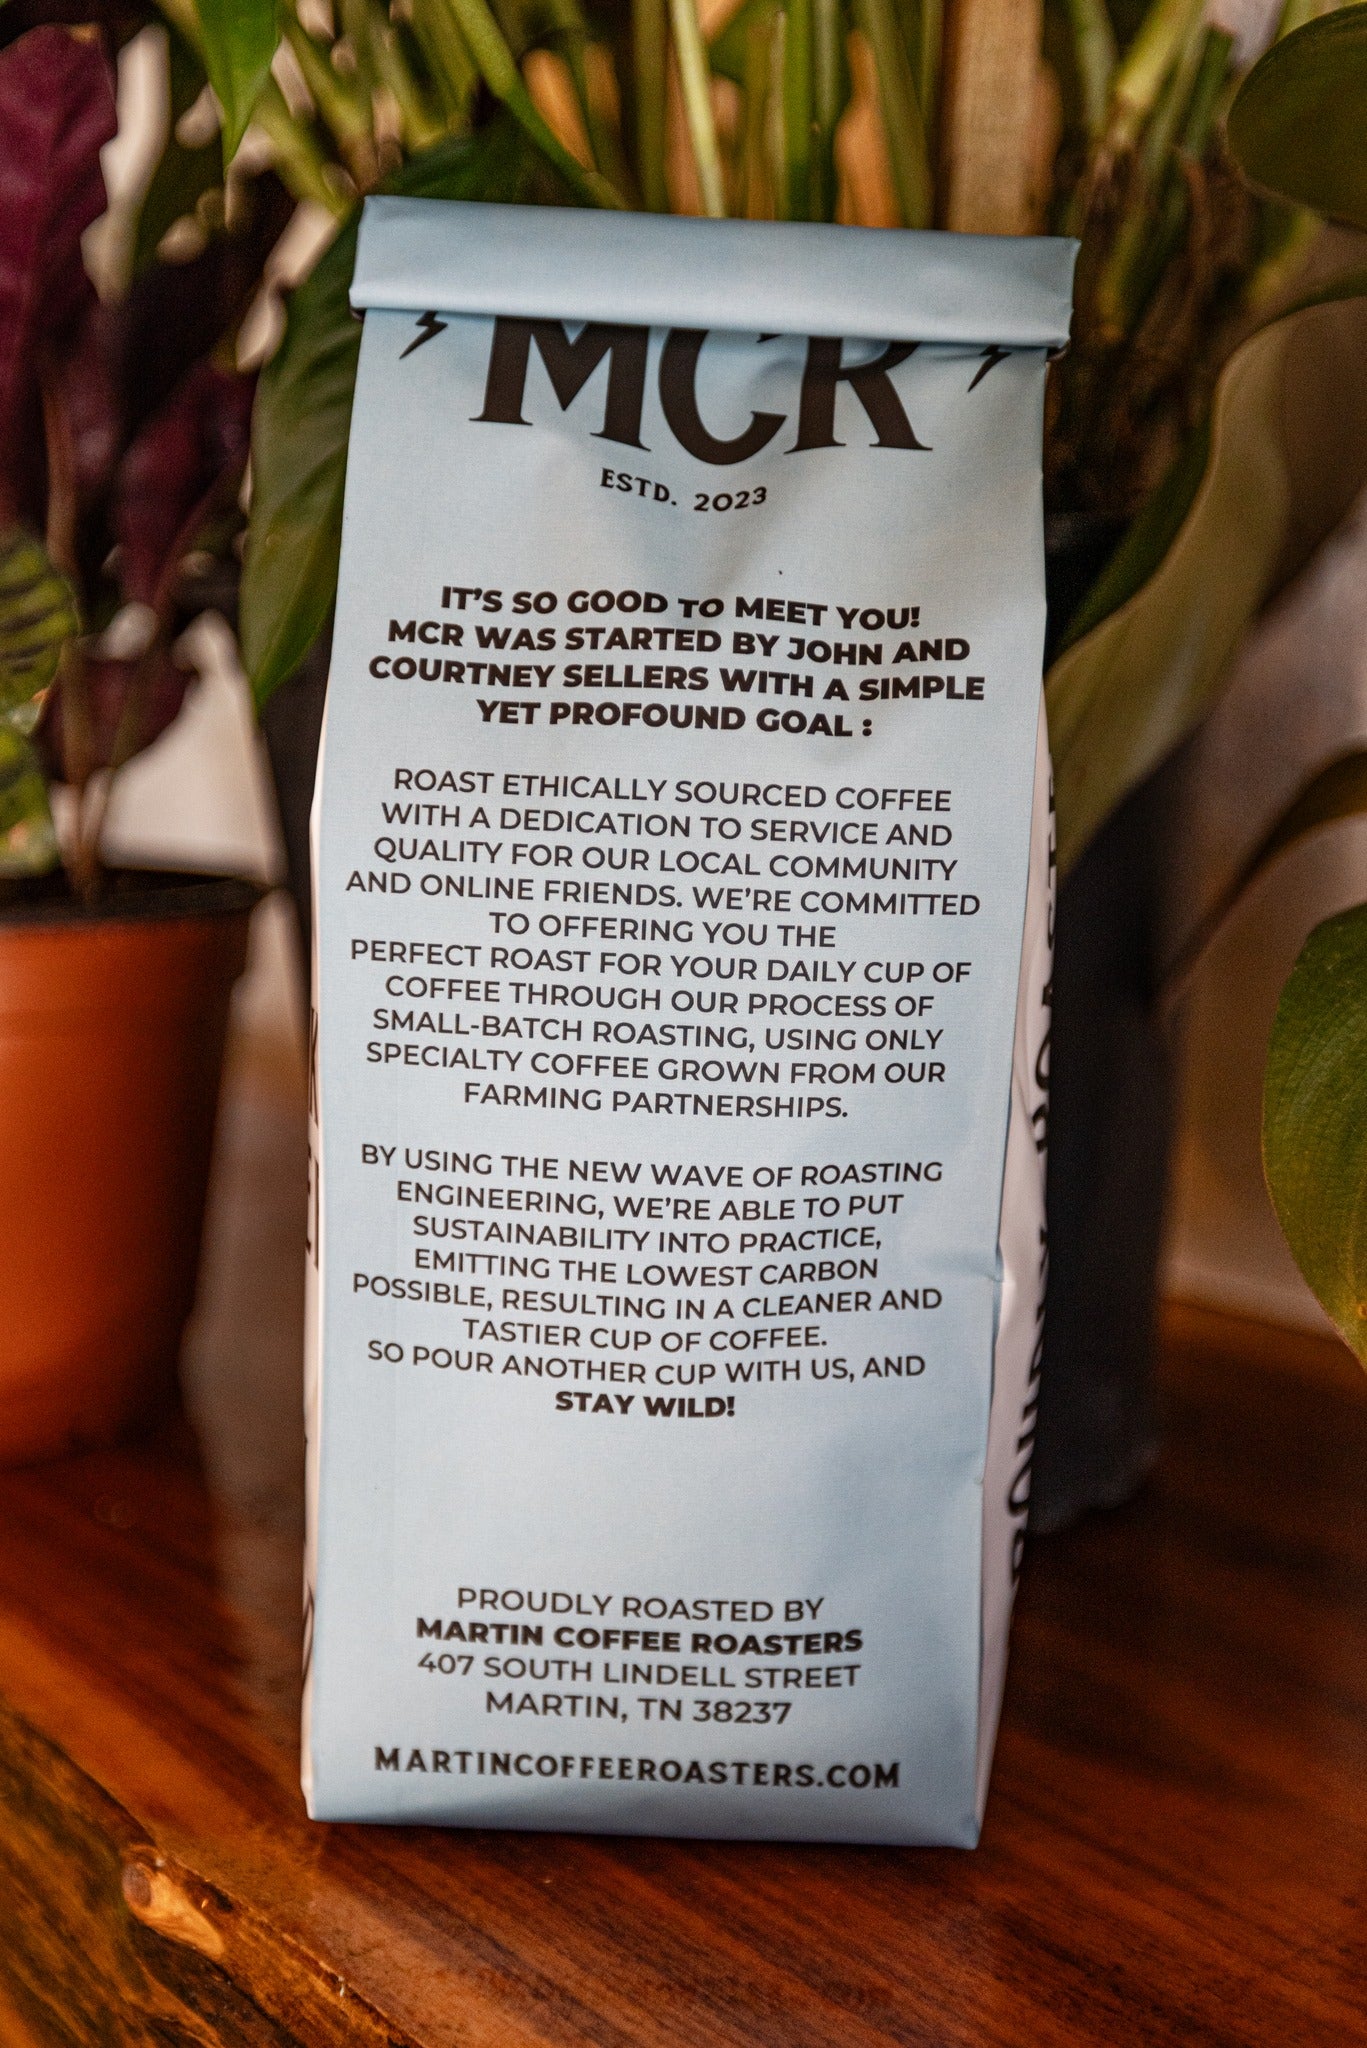 MCR
ESTD. 2023
IT'S SO GOOD TO MEET YOU!
MCR WAS STARTED BY JOHN AND
COURTNEY SELLERS WITH A SIMPLE
YET PROFOUND GOAL :
ROAST ETHICALLY SOURCED COFFEE
WITH A DEDICATION TO SERVICE AND
QUALITY FOR OUR LOCAL COMMUNITY
AND ONLINE FRIENDS. WE'RE COMMITTED
TO OFFERING YOU THE
PERFECT ROAST FOR YOUR DAILY CUP OF
COFFEE THROUGH OUR PROCESS OF
SMALL-BATCH ROASTING, USING ONLY
SPECIALTY COFFEE GROWN FROM OUR
FARMING PARTNERSHIPS.
BY USING THE NEW WAVE OF ROASTING
ENGINEERING, WE'RE ABLE TO PUT
SUSTAINABILITY INTO PRACTICE,
EMITTING THE LOWEST CARBON
POSSIBLE, RESULTING IN A CLEANER AND
TASTIER CUP OF COFFEE.
SO POUR ANOTHER CUP WITH US, AND
STAY WILD!
PROUDLY ROASTED BY
MARTIN COFFEE ROASTERS
407 SOUTH LINDELL STREET
MARTIN, TN 38237
MARTINCOFFEEROASTERS.COM